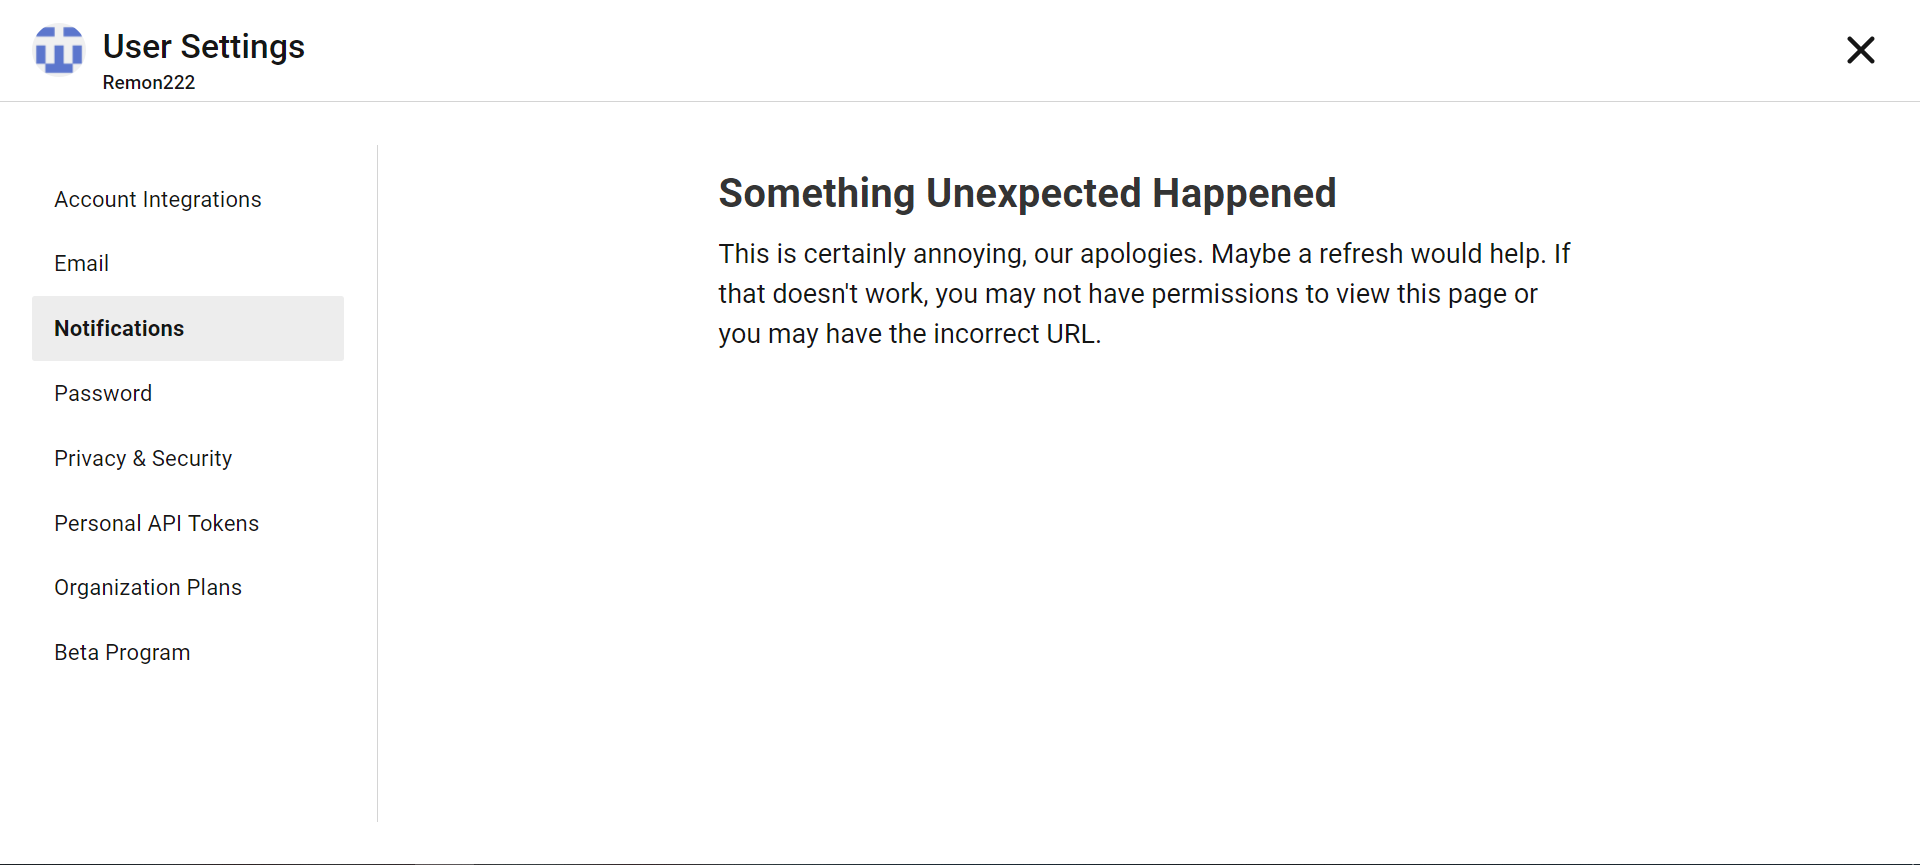 User Settings
Remon222
Account Integrations
Email
Notifications
Password
Privacy & Security
Personal API Tokens
Organization Plans
Beta Program
Something Unexpected Happened
This is certainly annoying, our apologies. Maybe a refresh would help. If
that doesn't work, you may not have permissions to view this page or
you may have the incorrect URL.